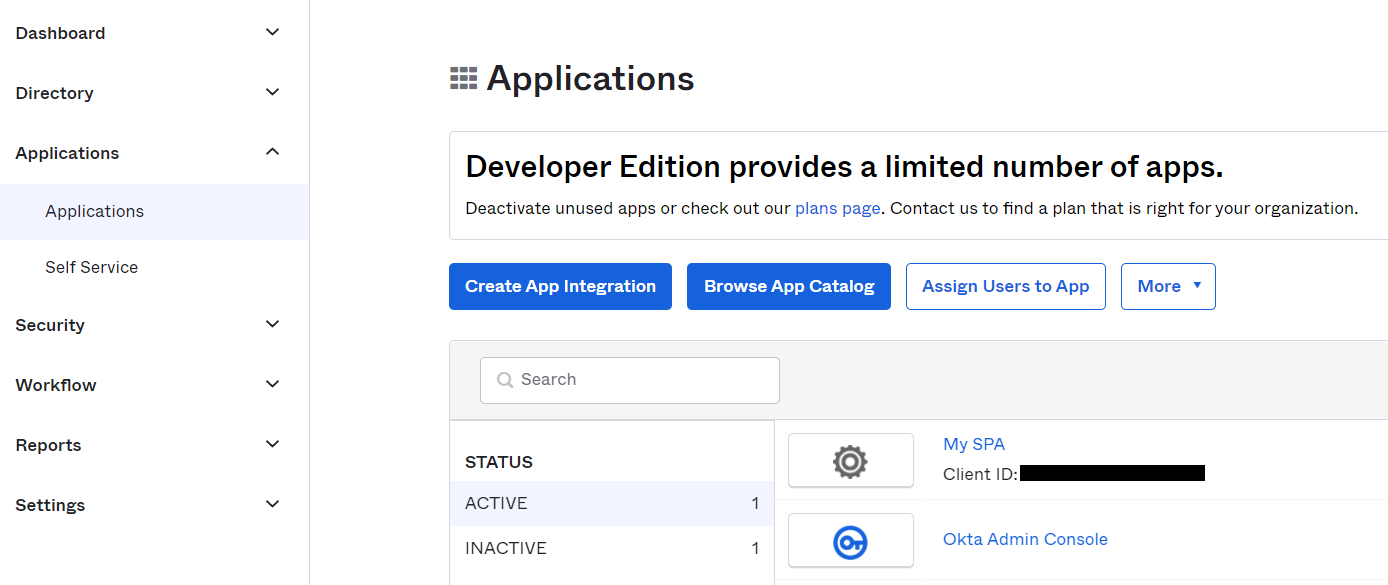 Dashboard
Directory
Applications
Applications
Self Service
Security
Workflow
Reports
Settings
Applications
Developer Edition provides a limited number of apps.
Deactivate unused apps or check out our plans page. Contact us to find a plan that is right for your organization.
Create App Integration
Browse App Catalog
Assign Users to App
More
Search
STATUS
ACTIVE 1
INACTIVE 1
My SPA
Client ID:
Okta Admin Console